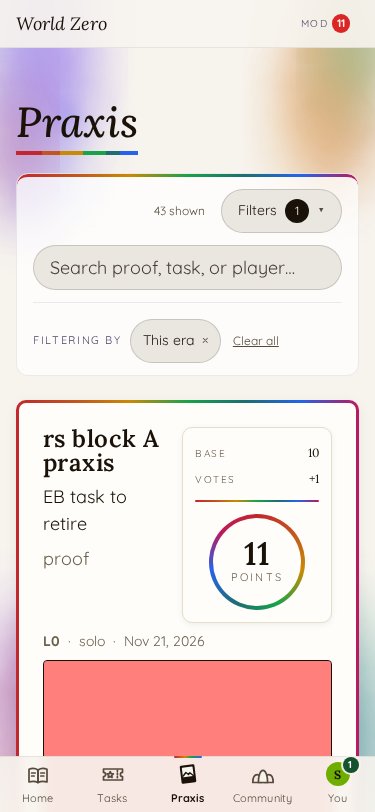 World Zero
MOD 11
Praxis
43 shown
Filters 1 ▾
Search proof, task, or player...
FILTERING BY This era × Clear all
rs block A
praxis
EB task to
retire
proof
BASE 10
VOTES +1
11
POINTS
L0 · solo · Nov 21, 2026
S 1
Read Tasks Praxis Community You